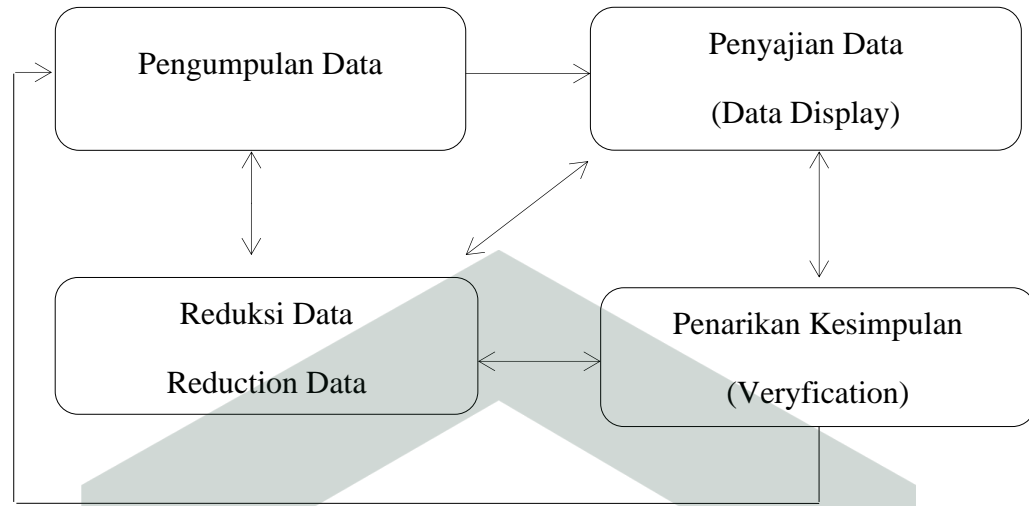 Pengumpulan Data
Penyajian Data
(Data Display)
Reduksi Data
Reduction Data
Penarikan Kesimpulan
(Veryfication)